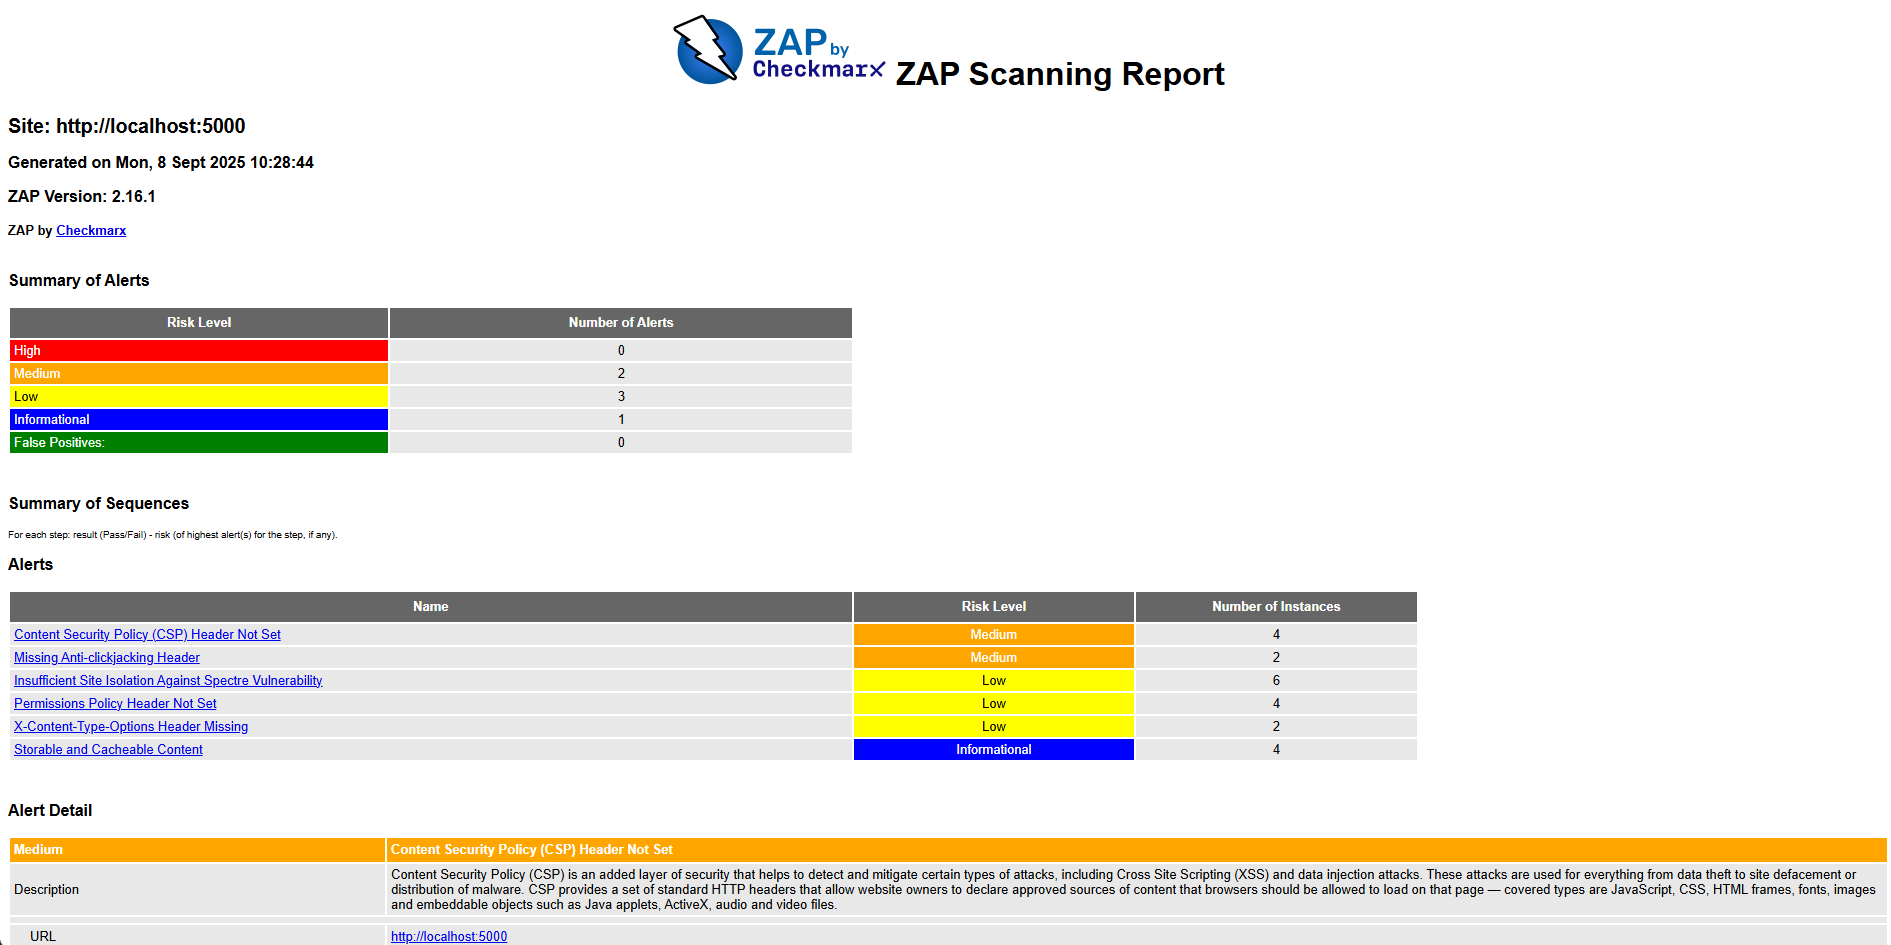 ZAP by
Checkmarx ZAP Scanning Report
Site: http://localhost:5000
Generated on Mon, 8 Sept 2025 10:28:44
ZAP Version: 2.16.1
ZAP by Checkmarx
Summary of Alerts
Risk Level Number of Alerts
High 0
Medium 2
Low 3
Informational 1
False Positives: 0
Summary of Sequences
For each step: result (Pass/Fail) - risk (of highest alert(s) for the step, if any).
Alerts
Name Risk Level Number of Instances
Content Security Policy (CSP) Header Not Set Medium 4
Missing Anti-clickjacking Header Medium 2
Insufficient Site Isolation Against Spectre Vulnerability Low 6
Permissions Policy Header Not Set Low 4
X-Content-Type-Options Header Missing Low 2
Storable and Cacheable Content Informational 4
Alert Detail
Medium Content Security Policy (CSP) Header Not Set
Description Content Security Policy (CSP) is an added layer of security that helps to detect and mitigate certain types of attacks, including Cross Site Scripting (XSS) and data injection attacks. These attacks are used for everything from data theft to site defacement or
distribution of malware. CSP provides a set of standard HTTP headers that allow website owners to declare approved sources of content that browsers should be allowed to load on that page — covered types are JavaScript, CSS, HTML frames, fonts, images
and embeddable objects such as Java applets, ActiveX, audio and video files.
URL http://localhost:5000